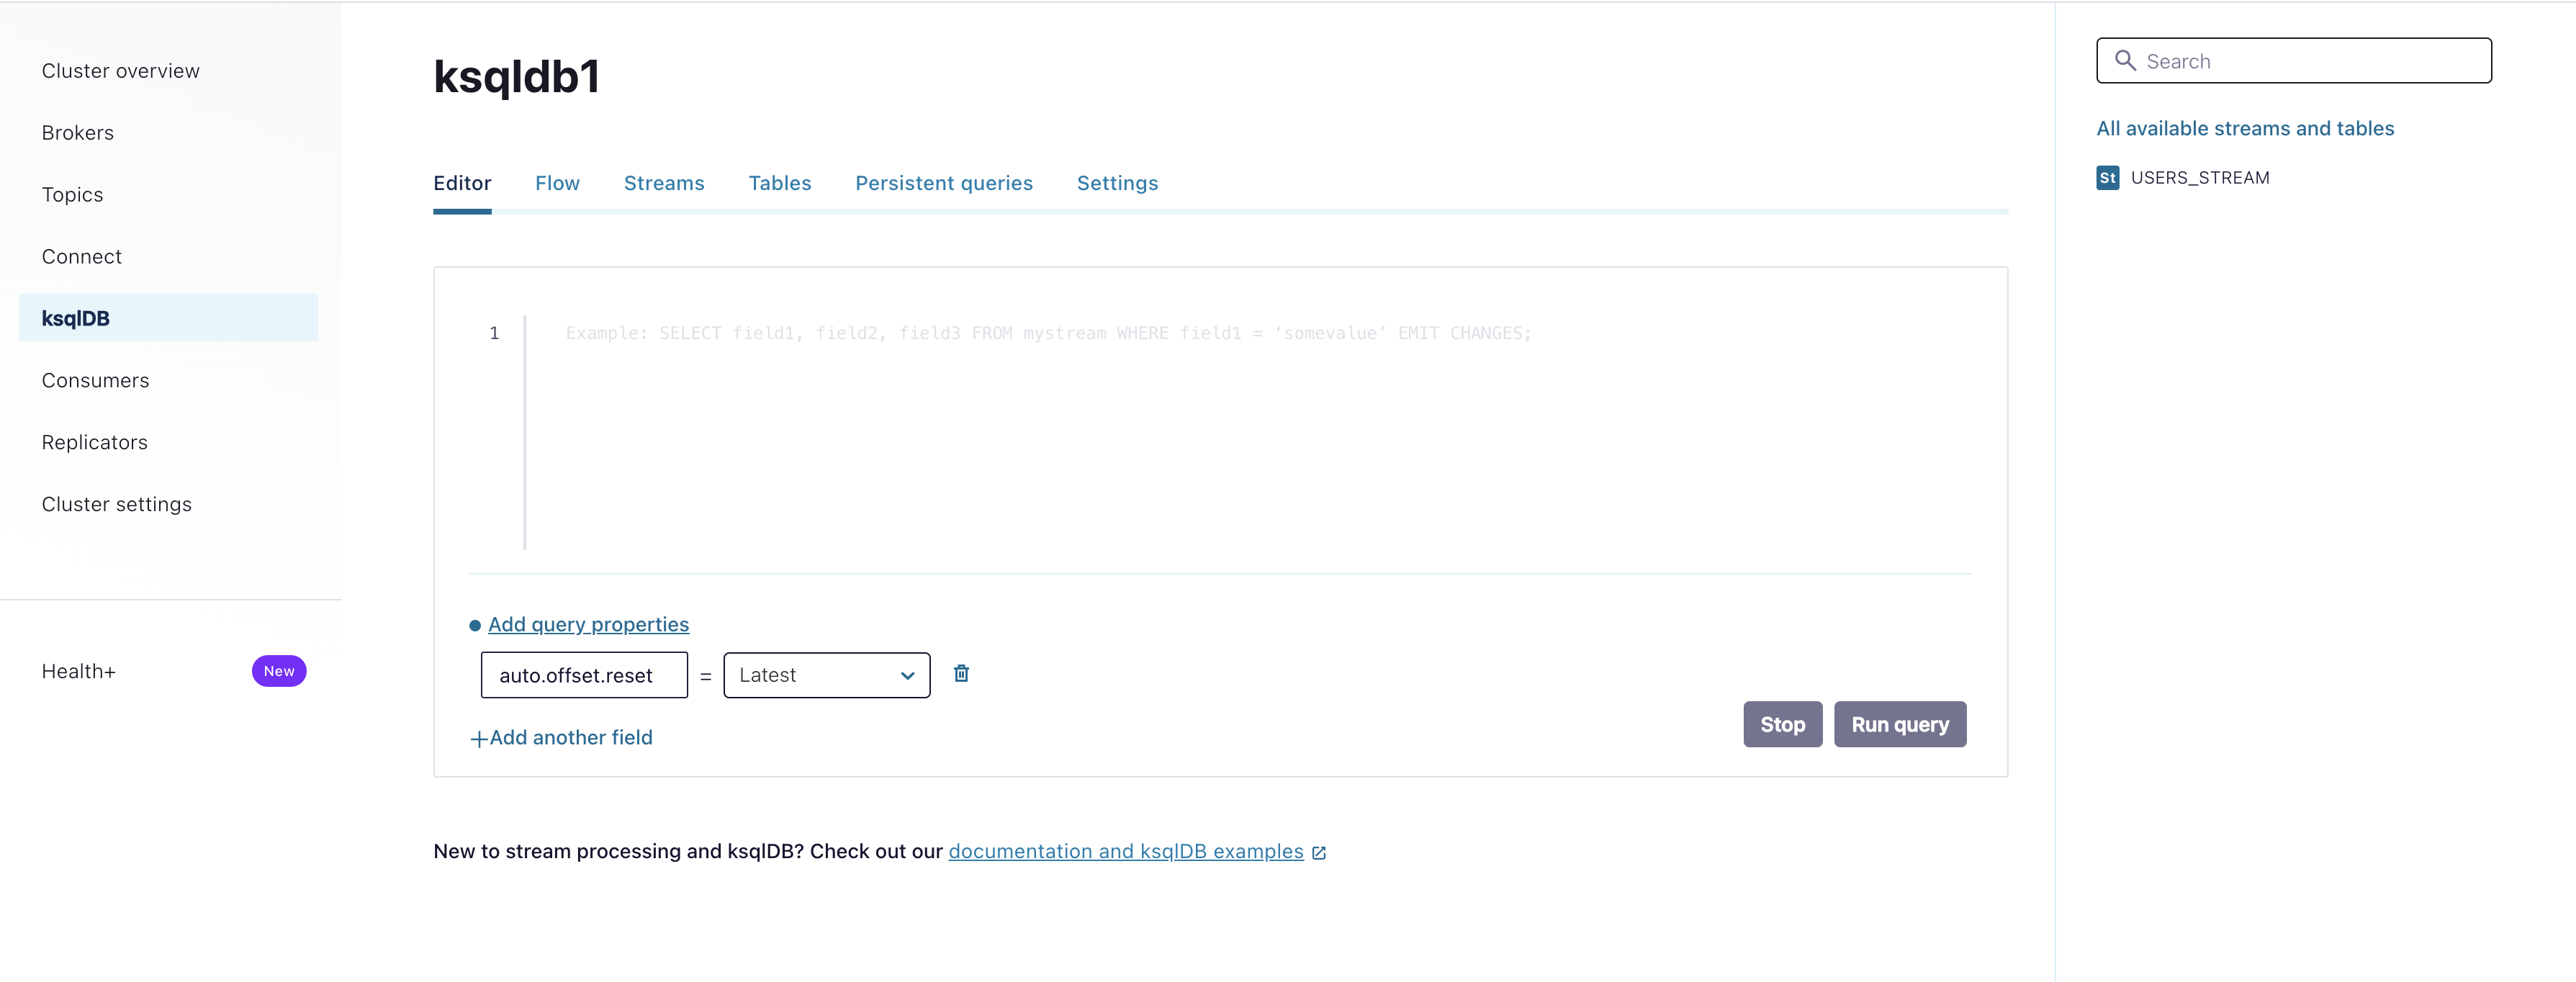 Cluster overview
Brokers
Topics
Connect
ksqlDB
Consumers
Replicators
Cluster settings
Health+ New
ksqldb1
Editor Flow Streams Tables Persistent queries Settings
1 Example: SELECT field1, field2, field3 FROM mystream WHERE field1 = ‘somevalue’ EMIT CHANGES;
Add query properties
auto.offset.reset = Latest
+Add another field
Stop Run query
New to stream processing and ksqlDB? Check out our documentation and ksqlDB examples
Search
All available streams and tables
St USERS_STREAM